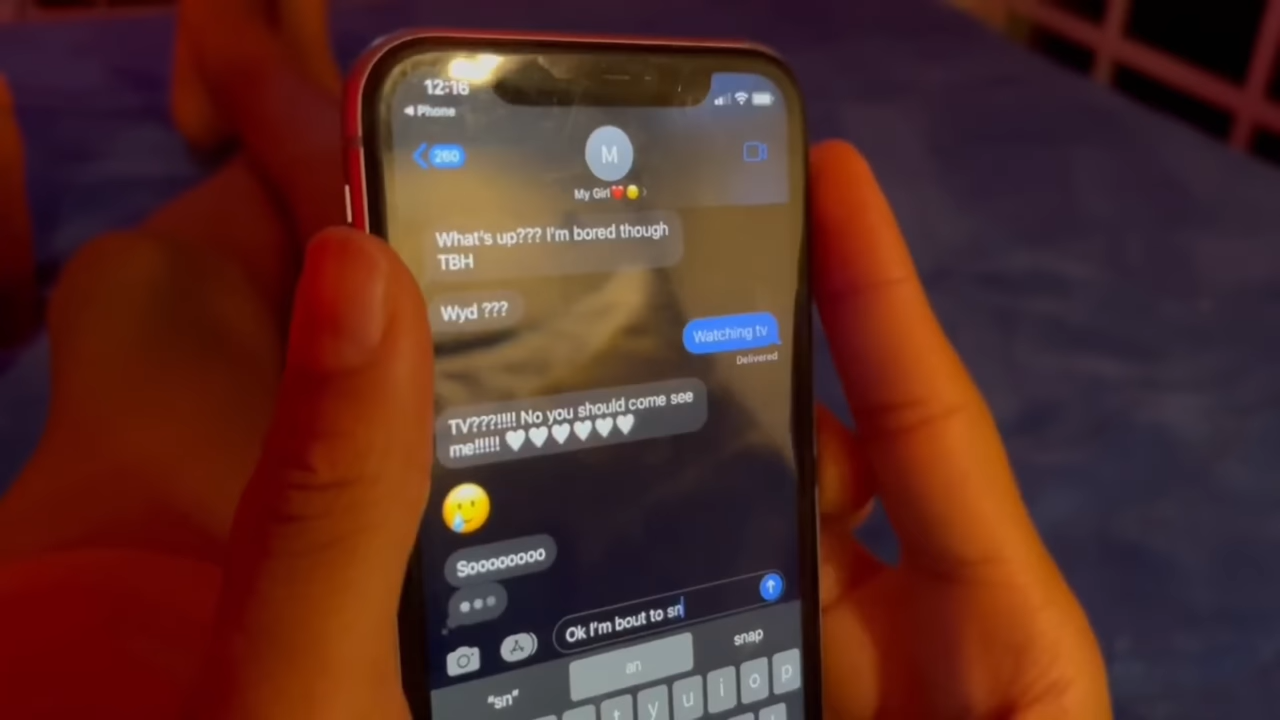 12:16
◀ Phone
260
M
My Girl❤️
What's up??? I'm bored though
TBH
Wyd ???
Watching tv
Delivered
TV???!!!! No you should come see
me!!!!! 🤍🤍🤍🤍🤍🤍
🥲
Soooooooo
Ok I'm bout to sn
"sn" an snap
t y u i o p